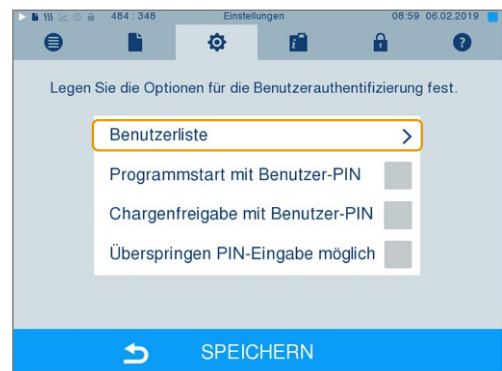 484 : 348 Einstellungen 08:59 06.02.2019
Legen Sie die Optionen für die Benutzerauthentifizierung fest.
Benutzerliste
Programmstart mit Benutzer-PIN
Chargenfreigabe mit Benutzer-PIN
Überspringen PIN-Eingabe möglich
SPEICHERN